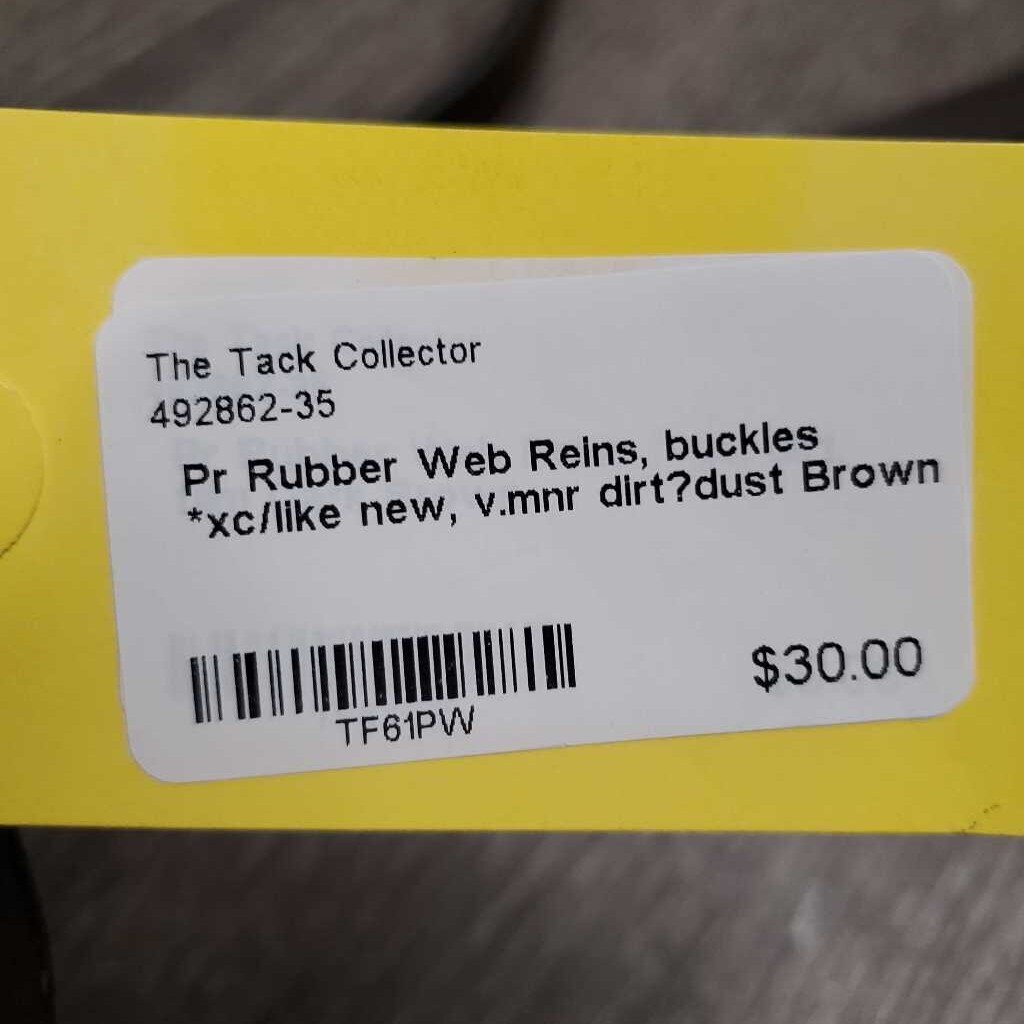 The Tack Collector
492862-35
Pr Rubber Web Reins, buckles
*xc/like new, v.mnr dirt?dust Brown
TF61PW
$30.00